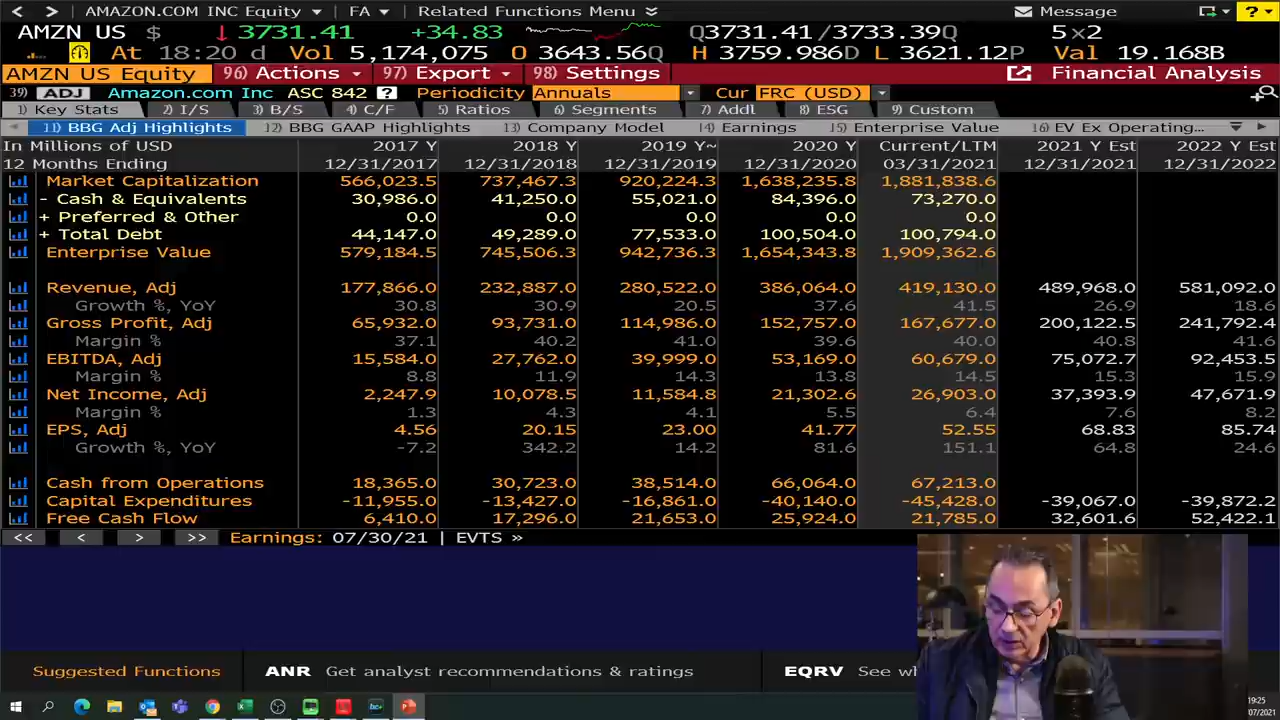 < > AMAZON.COM INC Equity FA Related Functions Menu Message ?
AMZN US $ ↓ 3731.41 +34.83 Q3731.41/3733.39Q 5×2
At 18:20 d Vol 5,174,075 O 3643.56Q H 3759.986D L 3621.12P Val 19.168B
AMZN US Equity 96) Actions 97) Export 98) Settings Financial Analysis
39) ADJ Amazon.com Inc ASC 842 ? Periodicity Annuals Cur FRC (USD)
1) Key Stats 2) I/S 3) B/S 4) C/F 5) Ratios 6) Segments 7) Addl 8) ESG 9) Custom
11) BBG Adj Highlights 12) BBG GAAP Highlights 13) Company Model 14) Earnings 15) Enterprise Value 16) EV Ex Operating...
In Millions of USD 2017 Y 2018 Y 2019 Y~ 2020 Y Current/LTM 2021 Y Est 2022 Y Est
12 Months Ending 12/31/2017 12/31/2018 12/31/2019 12/31/2020 03/31/2021 12/31/2021 12/31/2022
Market Capitalization 566,023.5 737,467.3 920,224.3 1,638,235.8 1,881,838.6
- Cash & Equivalents 30,986.0 41,250.0 55,021.0 84,396.0 73,270.0
+ Preferred & Other 0.0 0.0 0.0 0.0 0.0
+ Total Debt 44,147.0 49,289.0 77,533.0 100,504.0 100,794.0
Enterprise Value 579,184.5 745,506.3 942,736.3 1,654,343.8 1,909,362.6
Revenue, Adj 177,866.0 232,887.0 280,522.0 386,064.0 419,130.0 489,968.0 581,092.0
Growth %, YoY 30.8 30.9 20.5 37.6 41.5 26.9 18.6
Gross Profit, Adj 65,932.0 93,731.0 114,986.0 152,757.0 167,677.0 200,122.5 241,792.4
Margin % 37.1 40.2 41.0 39.6 40.0 40.8 41.6
EBITDA, Adj 15,584.0 27,762.0 39,999.0 53,169.0 60,679.0 75,072.7 92,453.5
Margin % 8.8 11.9 14.3 13.8 14.5 15.3 15.9
Net Income, Adj 2,247.9 10,078.5 11,584.8 21,302.6 26,903.0 37,393.9 47,671.9
Margin % 1.3 4.3 4.1 5.5 6.4 7.6 8.2
EPS, Adj 4.56 20.15 23.00 41.77 52.55 68.83 85.74
Growth %, YoY -7.2 342.2 14.2 81.6 151.1 64.8 24.6
Cash from Operations 18,365.0 30,723.0 38,514.0 66,064.0 67,213.0
Capital Expenditures -11,955.0 -13,427.0 -16,861.0 -40,140.0 -45,428.0 -39,067.0 -39,872.2
Free Cash Flow 6,410.0 17,296.0 21,653.0 25,924.0 21,785.0 32,601.6 52,422.1
<< < > >> Earnings: 07/30/21 | EVTS »
Suggested Functions ANR Get analyst recommendations & ratings EQRV See
19:25
07/2021